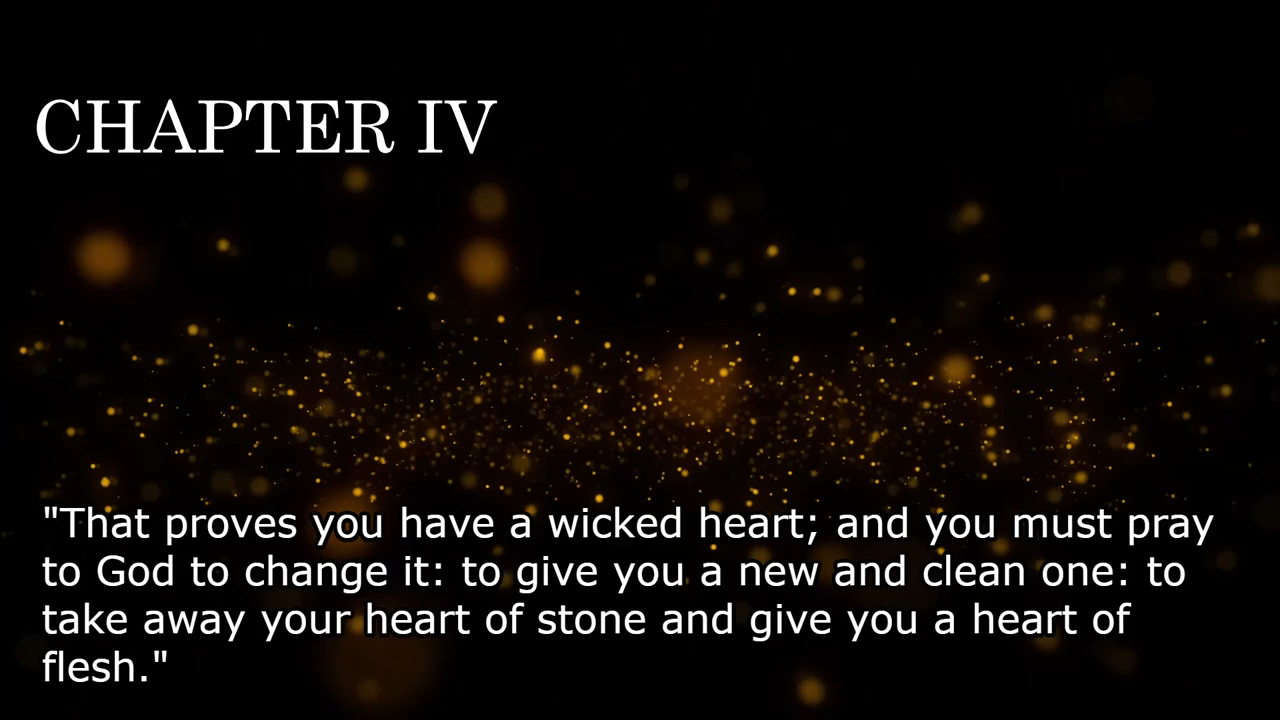 CHAPTER IV
"That proves you have a wicked heart; and you must pray
to God to change it: to give you a new and clean one: to
take away your heart of stone and give you a heart of
flesh."